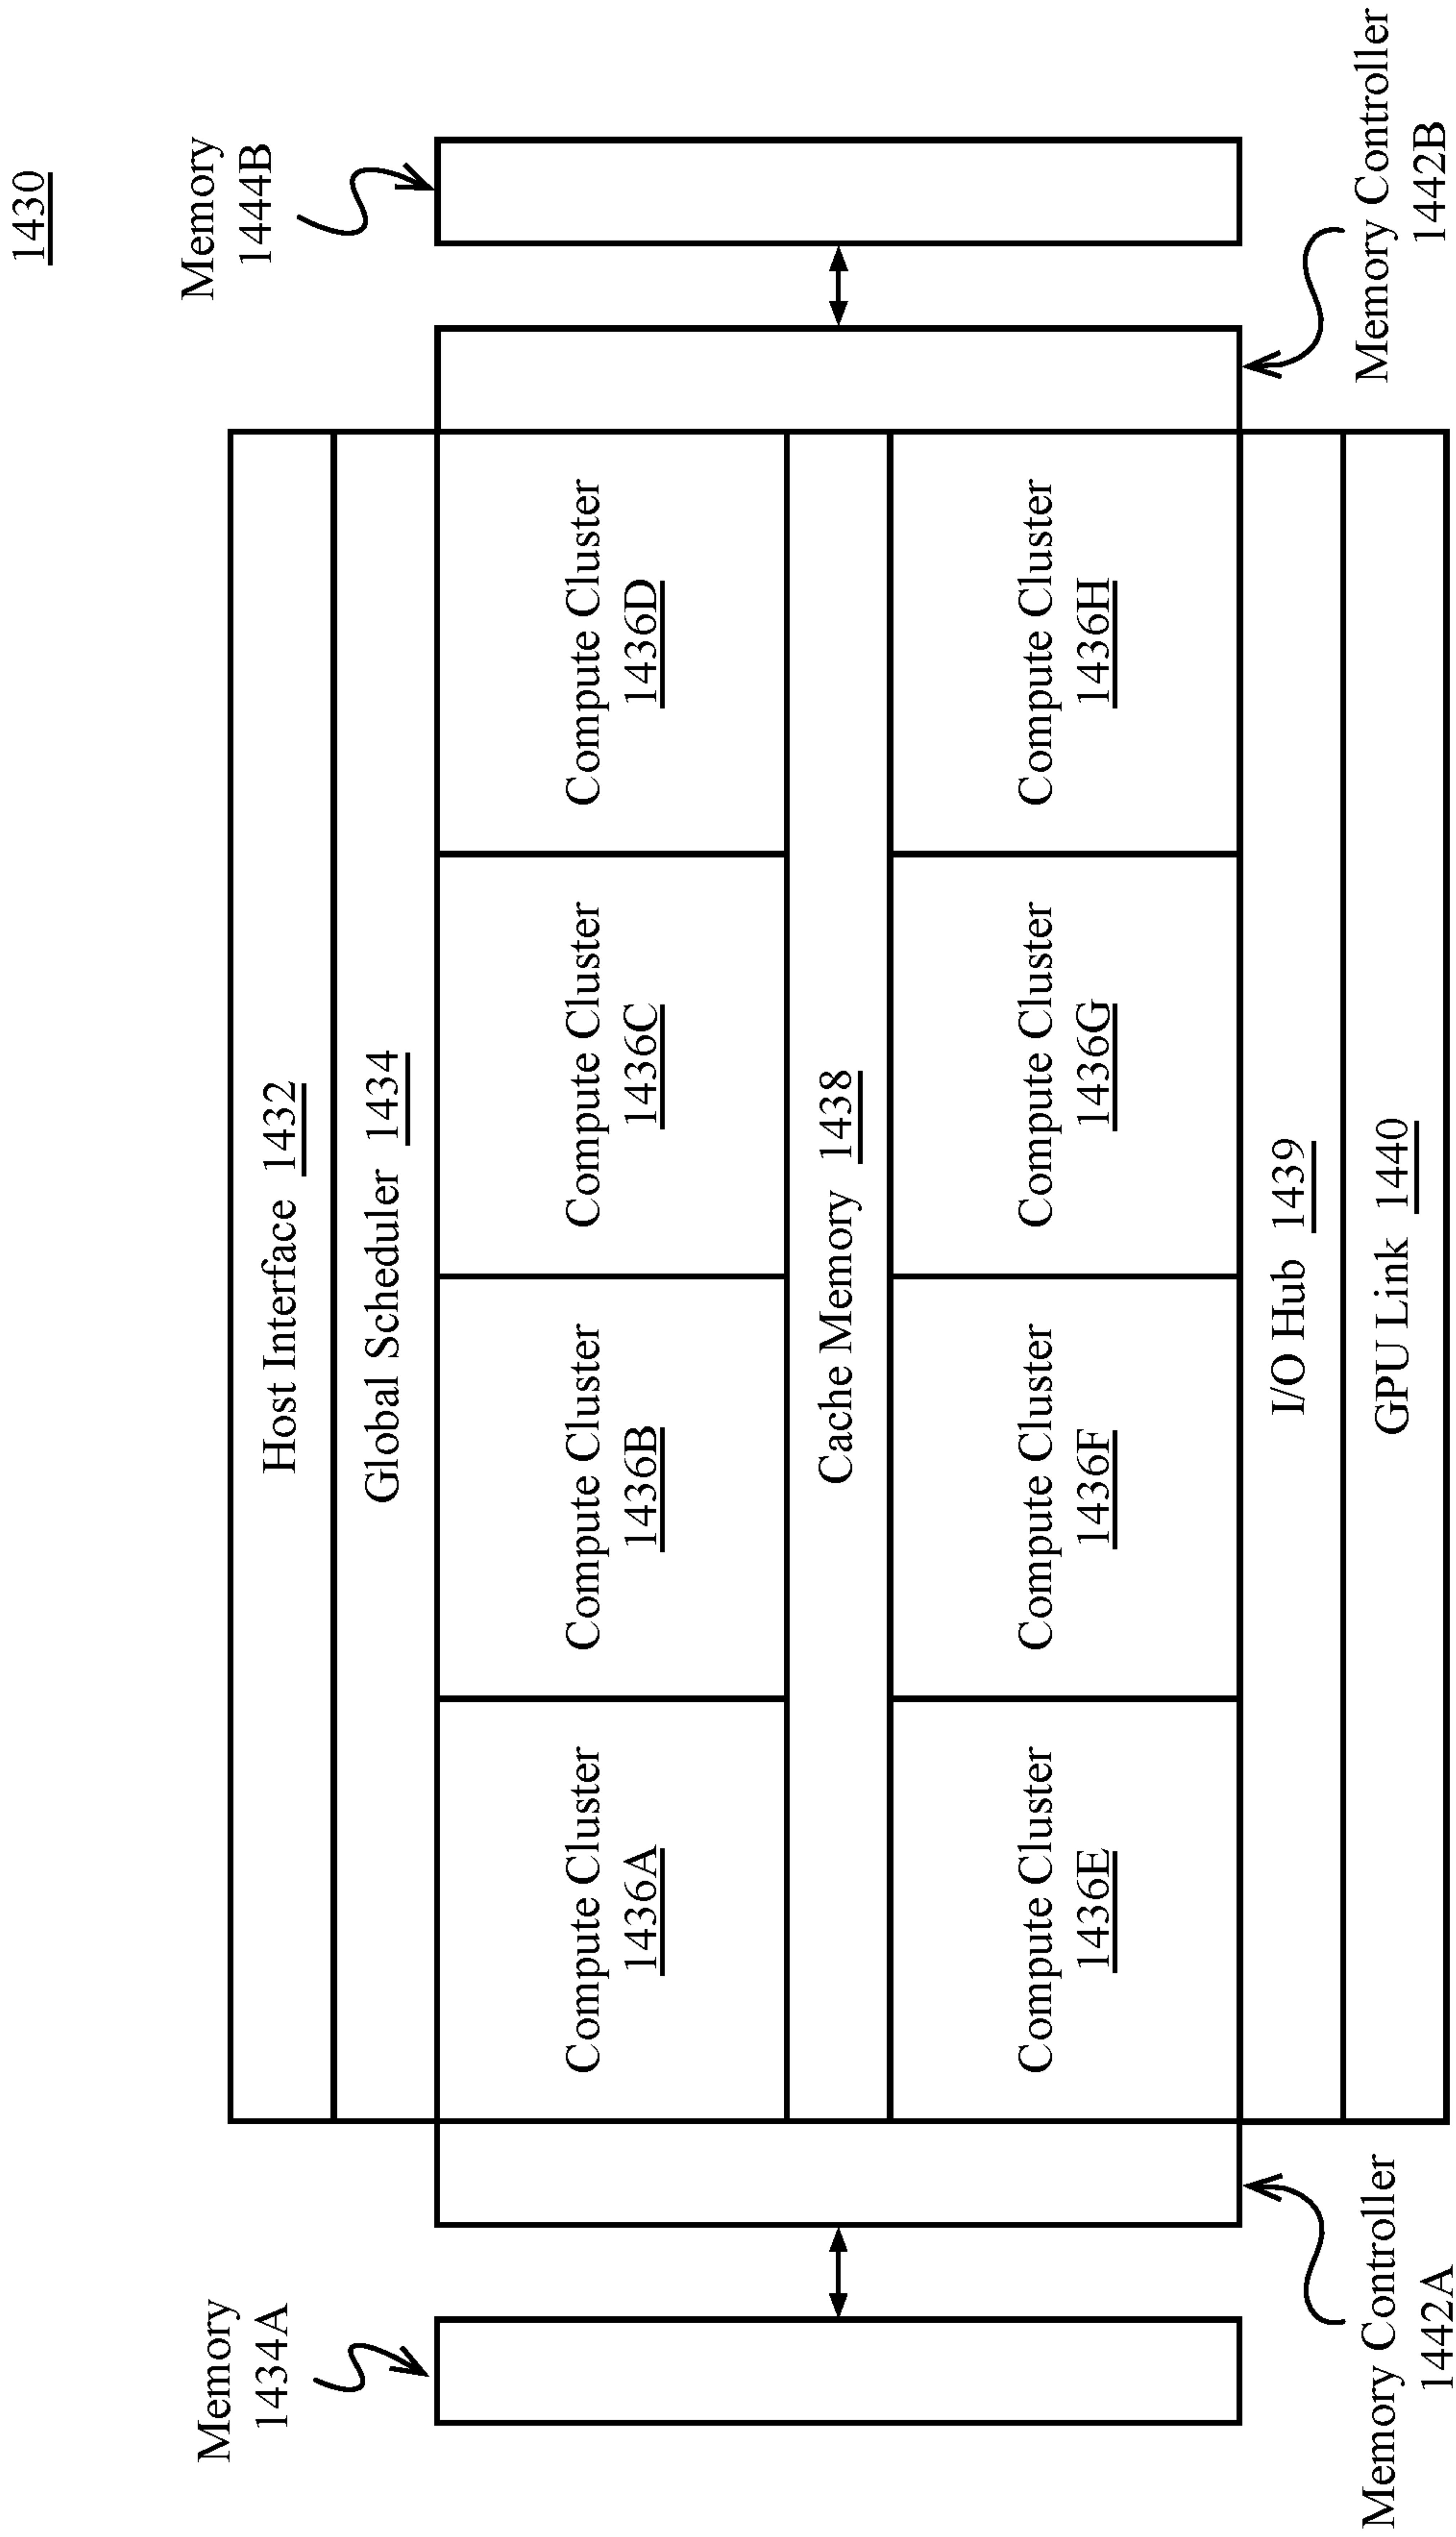 1430
Memory
1434A
Memory
1444B
Host Interface 1432
Global Scheduler 1434
Compute Cluster
1436A
Compute Cluster
1436B
Compute Cluster
1436C
Compute Cluster
1436D
Cache Memory 1438
Compute Cluster
1436E
Compute Cluster
1436F
Compute Cluster
1436G
Compute Cluster
1436H
I/O Hub 1439
GPU Link 1440
Memory Controller
1442A
Memory Controller
1442B